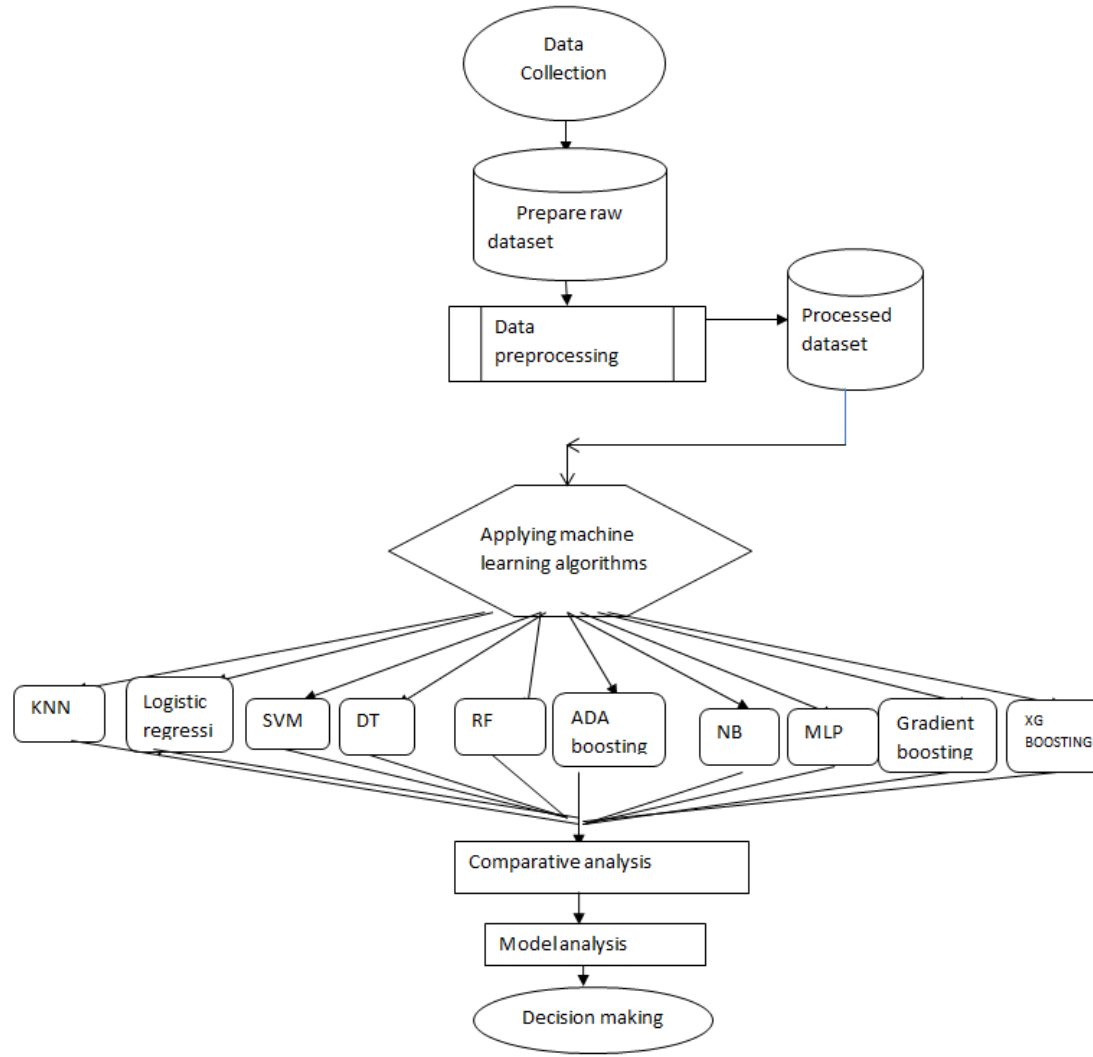 Data
Collection
Prepare raw
dataset
Data
preprocessing
Processed
dataset
Applying machine
learning algorithms
KNN
Logistic
regressi
SVM
DT
RF
ADA
boosting
NB
MLP
Gradient
boosting
XG
BOOSTING
Comparative analysis
Model analysis
Decision making